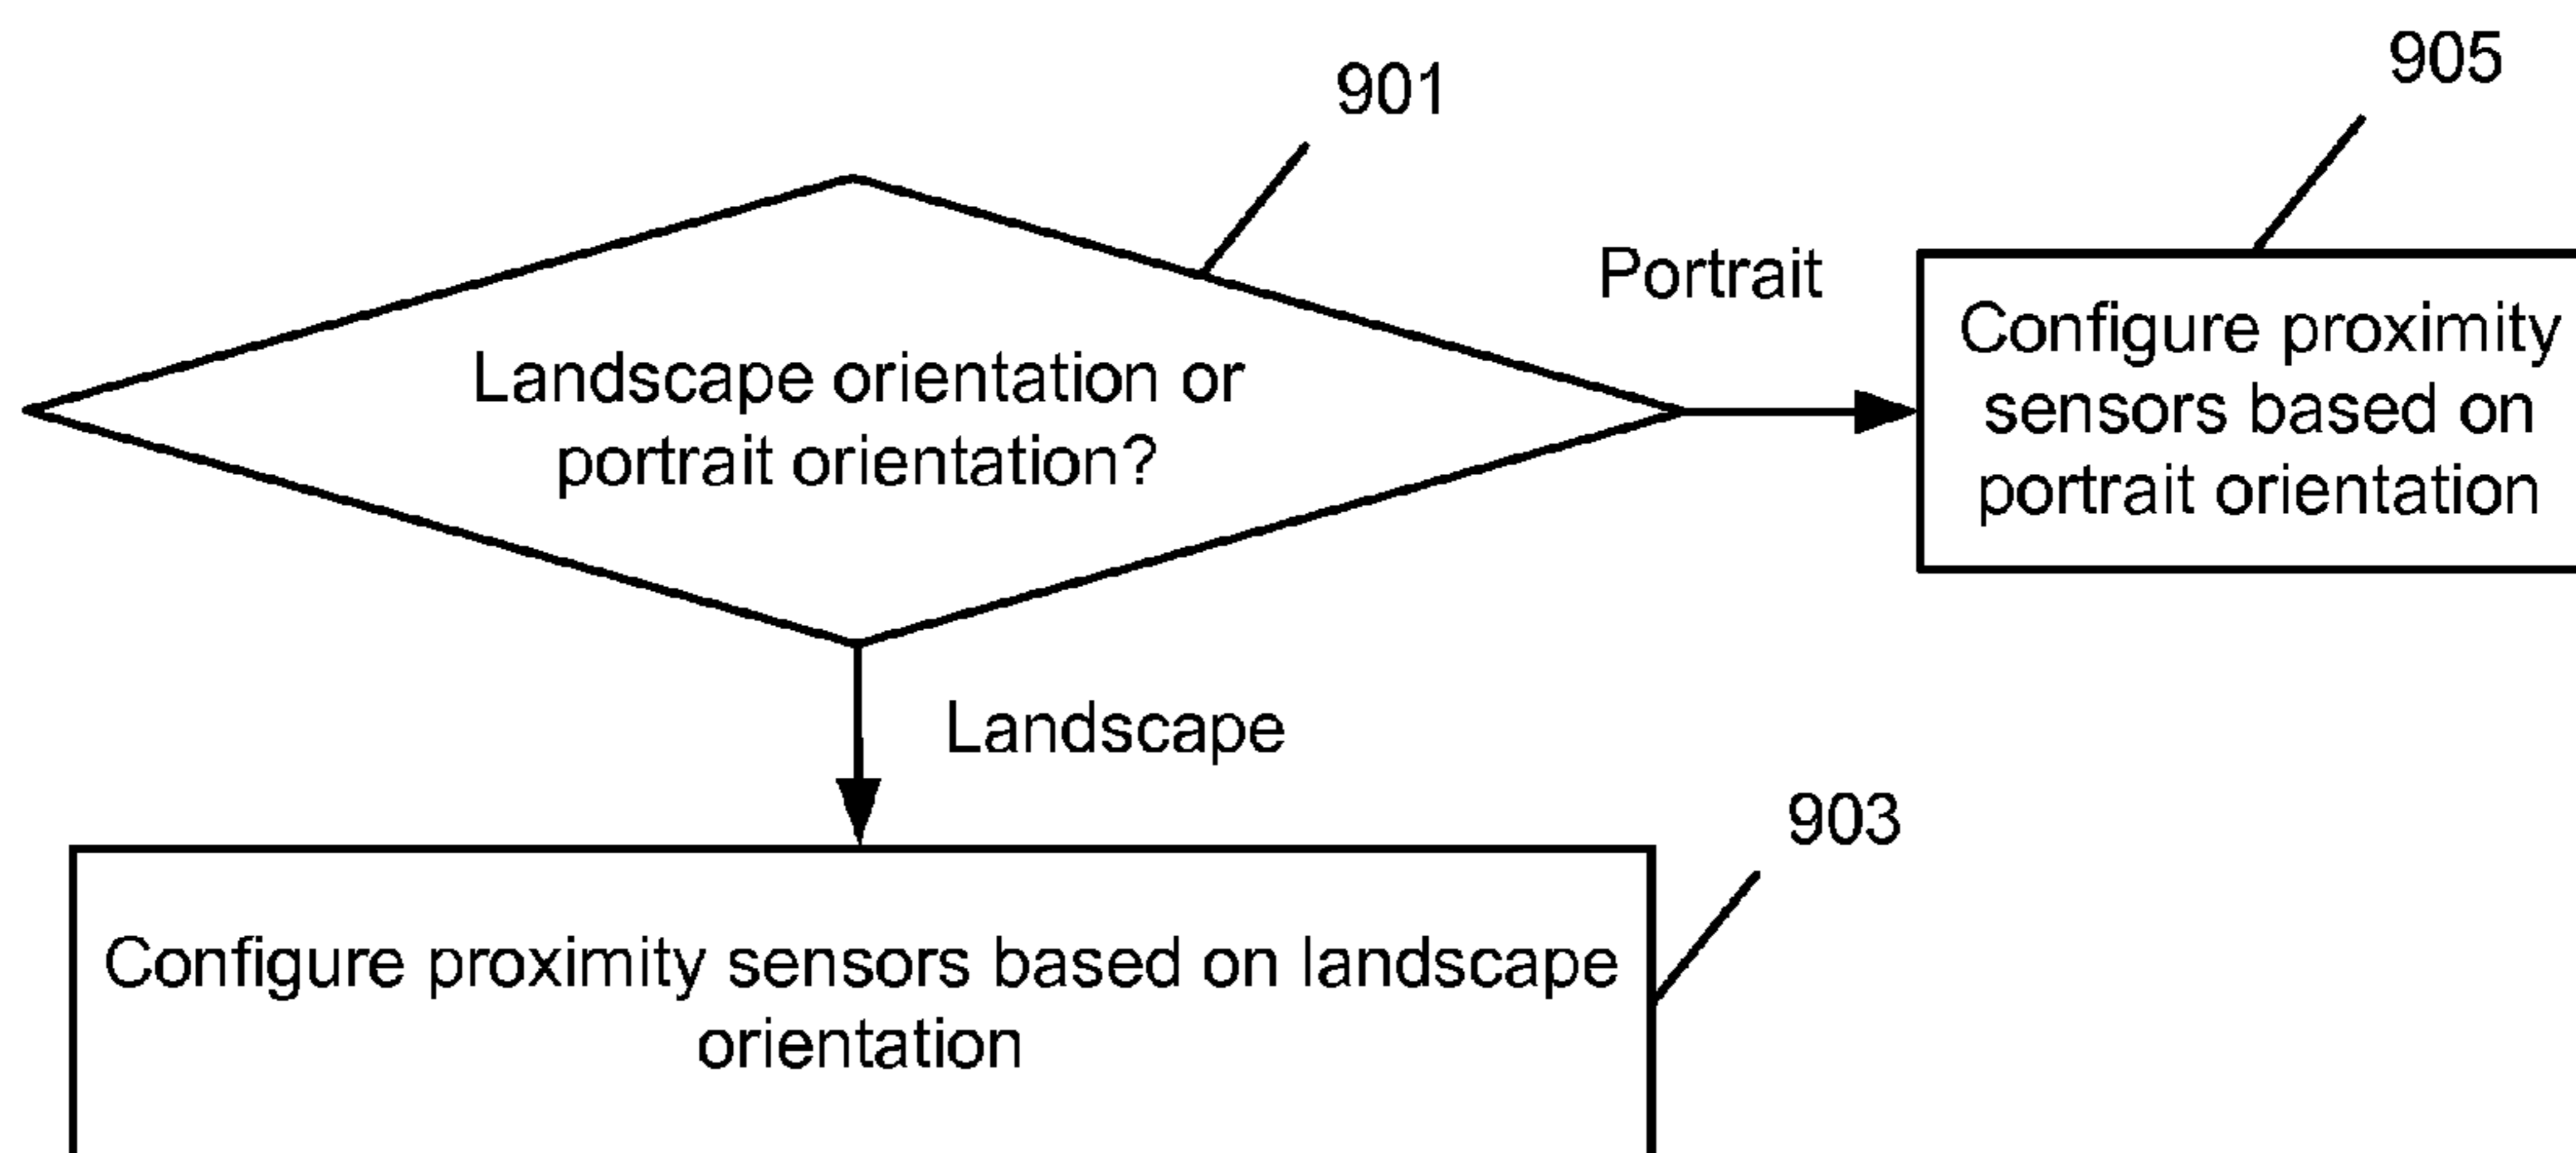 901
905
Portrait
Landscape orientation or
portrait orientation?
Configure proximity
sensors based on
portrait orientation
Landscape
903
Configure proximity sensors based on landscape
orientation